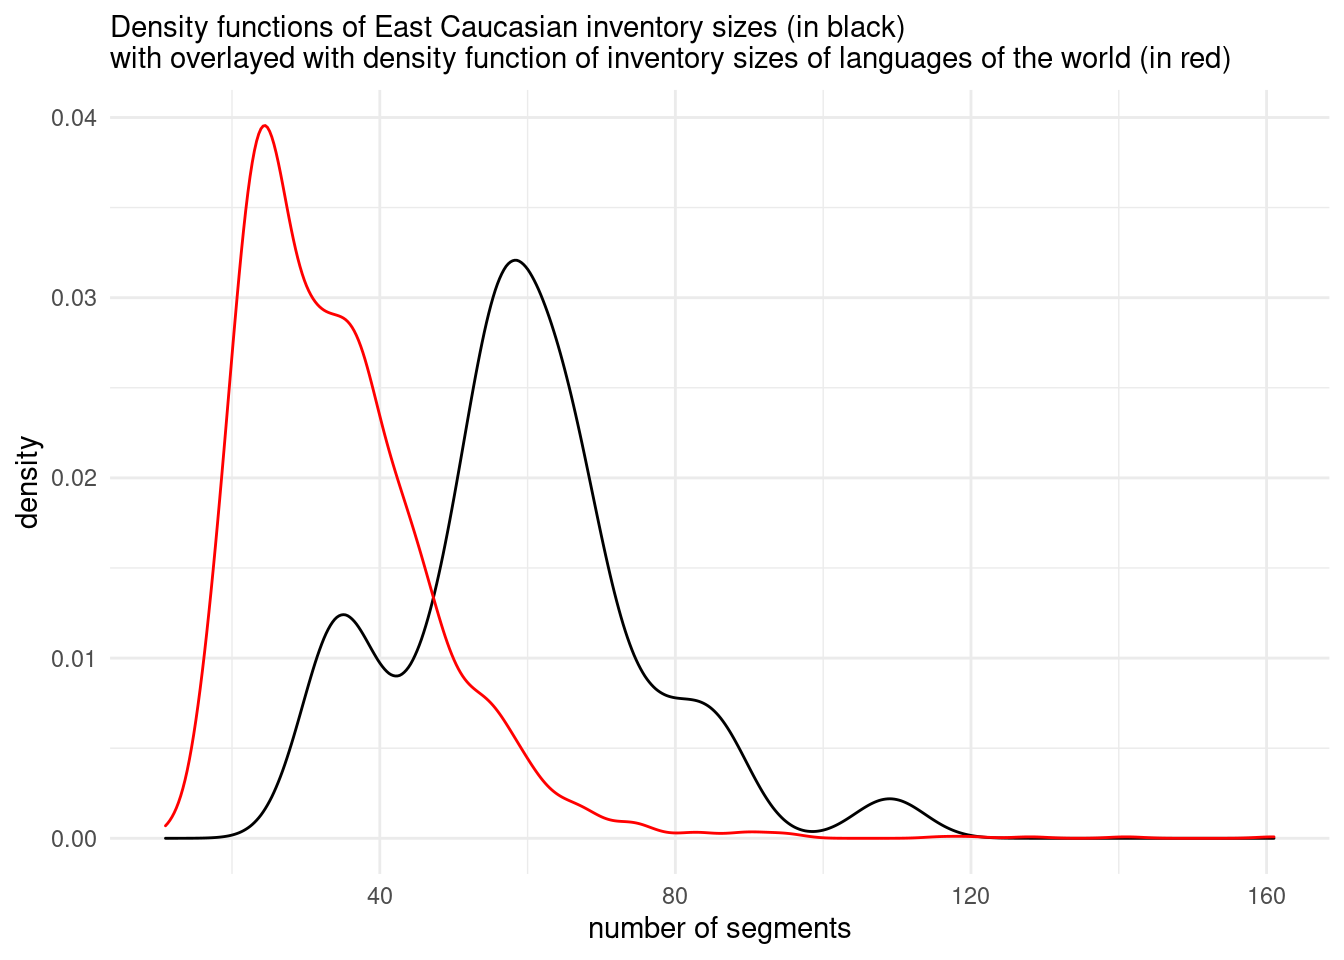 Density functions of East Caucasian inventory sizes (in black)
with overlayed with density function of inventory sizes of languages of the world (in red)
0.04
0.03
0.02
0.01
0.00
density
40
80
120
160
number of segments